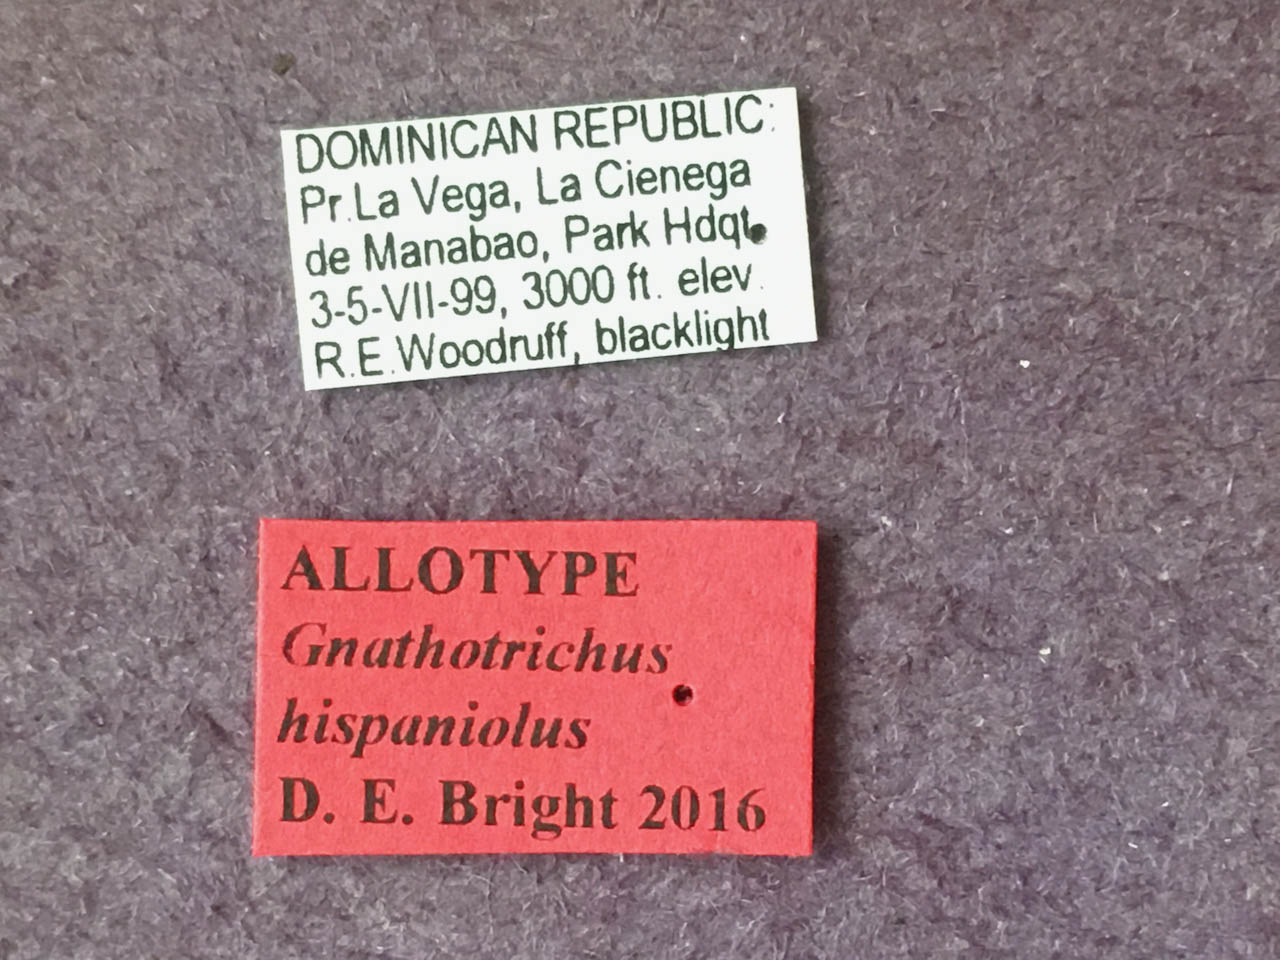 DOMINICAN REPUBLIC:
Pr.La Vega, La Cienega
de Manabao, Park Hdqt.
3-5-VII-99, 3000 ft. elev.
R.E.Woodruff, blacklight
ALLOTYPE
Gnathotrichus
hispaniolus
D. E. Bright 2016